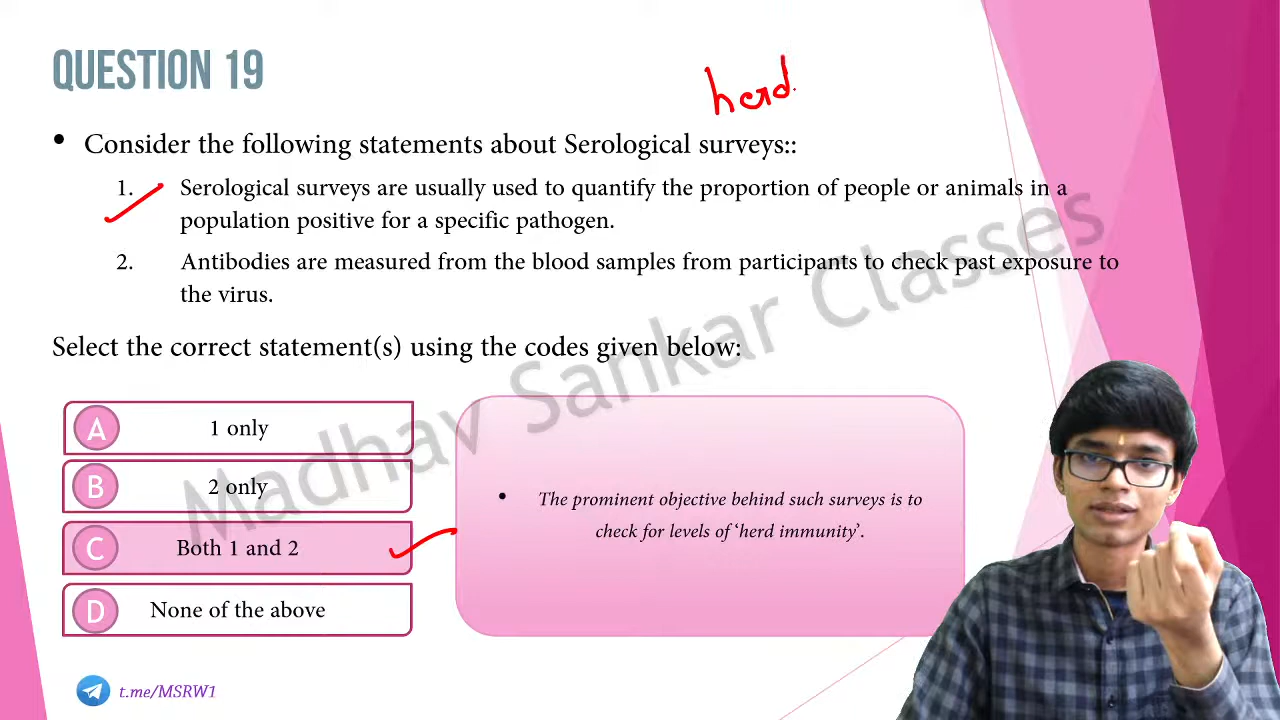 QUESTION 19
herd
• Consider the following statements about Serological surveys::
1. Serological surveys are usually used to quantify the proportion of people or animals in a
population positive for a specific pathogen.
2. Antibodies are measured from the blood samples from participants to check past exposure to
the virus.
Select the correct statement(s) using the codes given below:
A 1 only
B 2 only
C Both 1 and 2
D None of the above
• The prominent objective behind such surveys is to
check for levels of ‘herd immunity’.
Madhav Sankar Classes
t.me/MSRW1